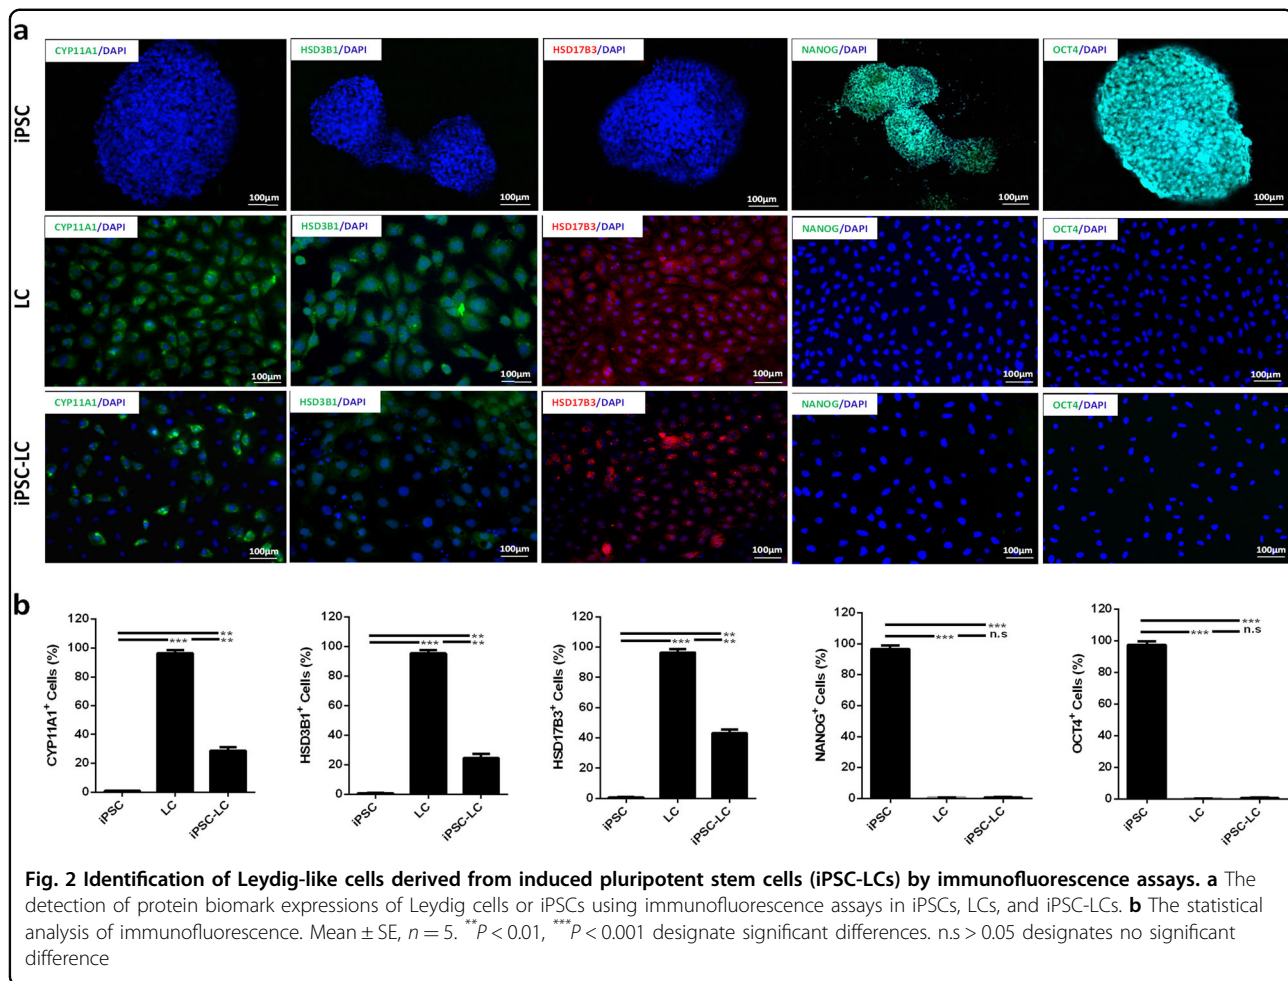 a
CYP11A1/DAPI
HSD3B1/DAPI
HSD17B3/DAPI
NANOG/DAPI
OCT4/DAPI
iPSC
100μm
100μm
100μm
100μm
100μm
CYP11A1/DAPI
HSD3B1/DAPI
HSD17B3/DAPI
NANOG/DAPI
OCT4/DAPI
LC
100μm
100μm
100μm
100μm
100μm
CYP11A1/DAPI
HSD3B1/DAPI
HSD17B3/DAPI
NANOG/DAPI
OCT4/DAPI
iPSC-LC
100μm
100μm
100μm
100μm
100μm
b
CYP11A1+ Cells (%)
120
100
80
60
40
20
0
***
**
**
iPSC
LC
iPSC-LC
HSD3B1+ Cells (%)
120
100
80
60
40
20
0
***
**
**
iPSC
LC
iPSC-LC
HSD17B3+ Cells (%)
120
100
80
60
40
20
0
***
**
**
iPSC
LC
iPSC-LC
NANOG+ Cells (%)
120
100
80
60
40
20
0
***
***
n.s
iPSC
LC
iPSC-LC
OCT4+ Cells (%)
120
100
80
60
40
20
0
***
***
n.s
iPSC
LC
iPSC-LC
Fig. 2 Identification of Leydig-like cells derived from induced pluripotent stem cells (iPSC-LCs) by immunofluorescence assays. a The
detection of protein biomark expressions of Leydig cells or iPSCs using immunofluorescence assays in iPSCs, LCs, and iPSC-LCs. b The statistical
analysis of immunofluorescence. Mean ± SE, n = 5. **P < 0.01, ***P < 0.001 designate significant differences. n.s > 0.05 designates no significant
difference